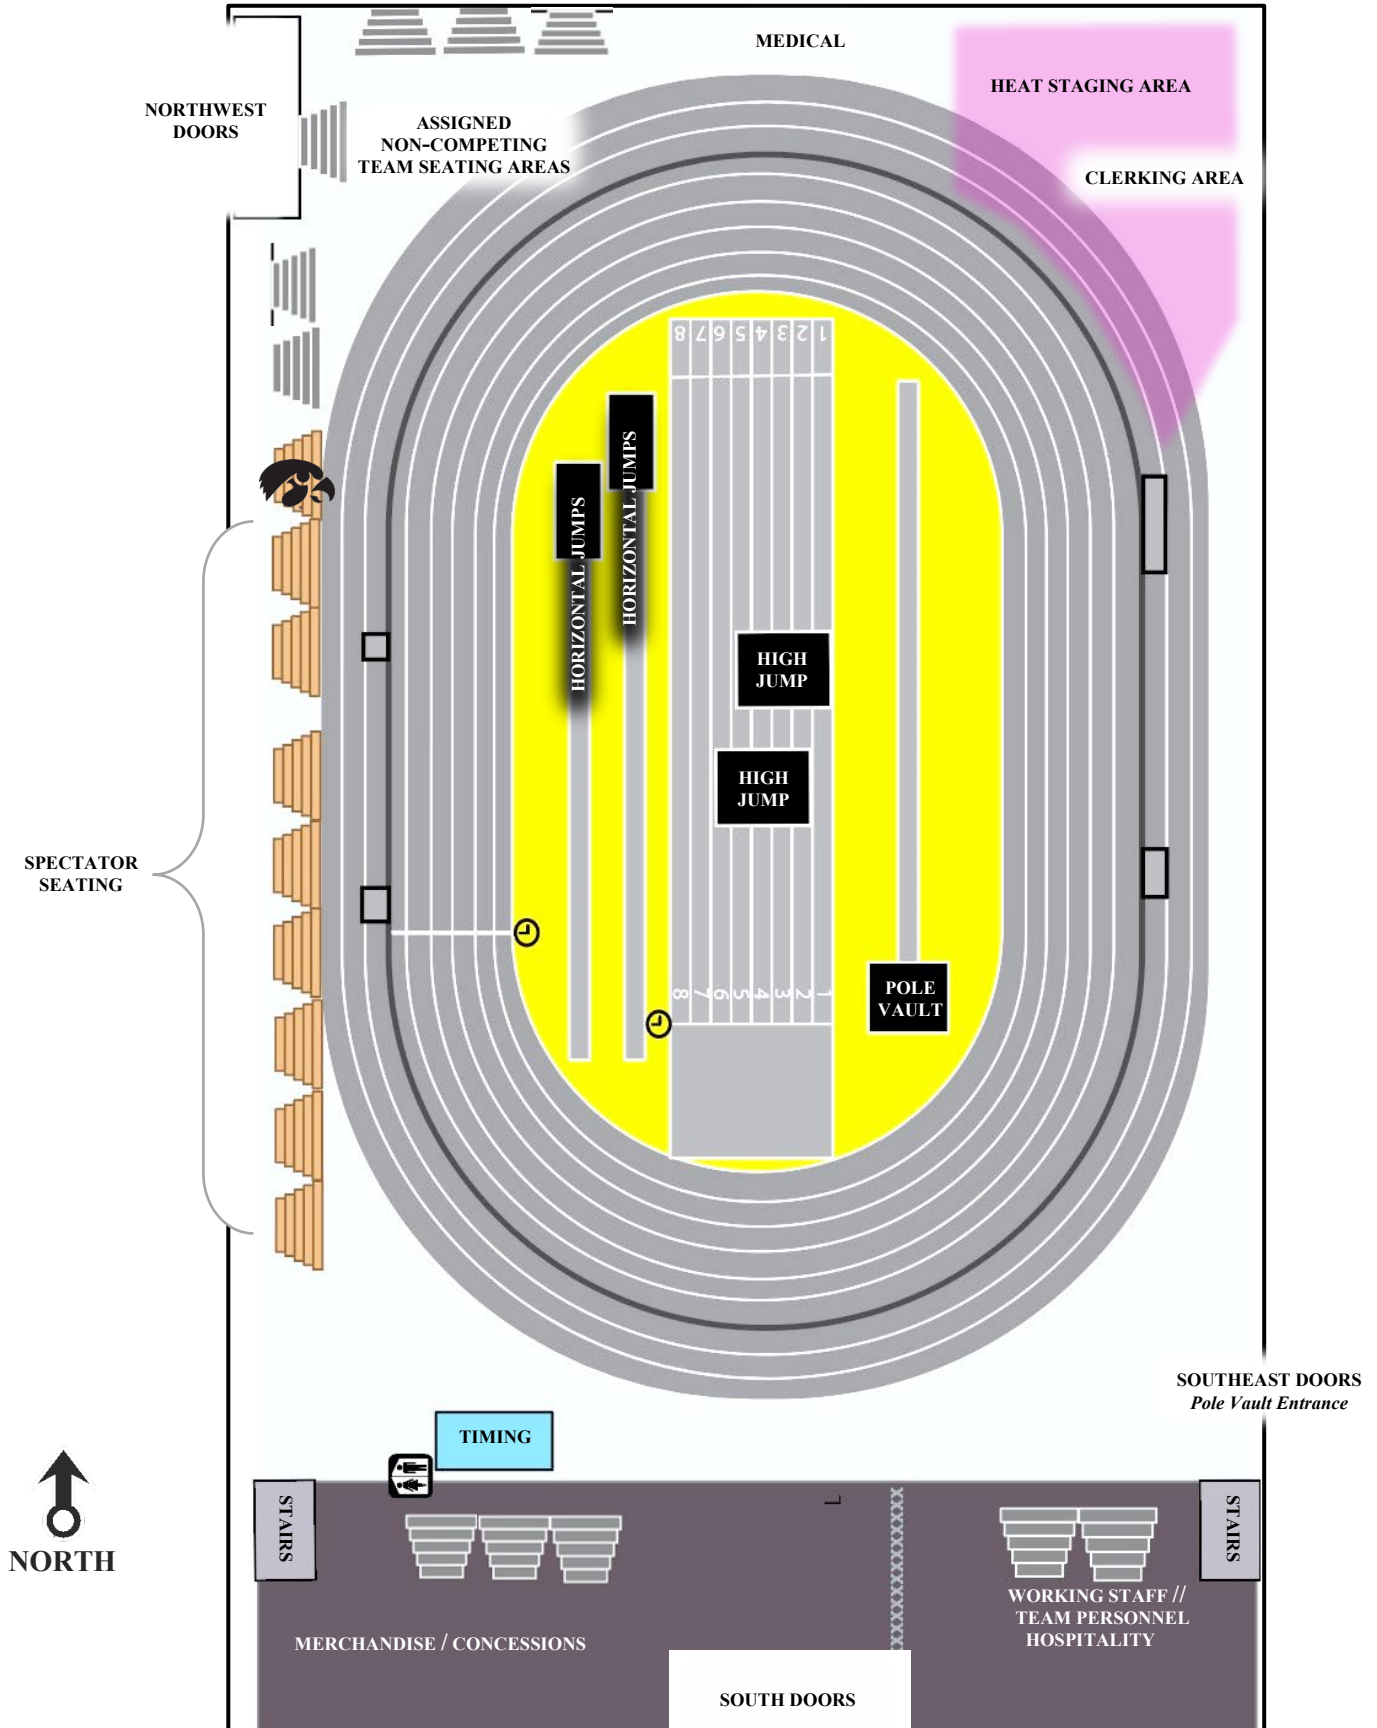 MEDICAL
HEAT STAGING AREA
NORTHWEST
DOORS
ASSIGNED
NON-COMPETING
TEAM SEATING AREAS
CLERKING AREA
8 7 6 5 4 3 2 1
HORIZONTAL JUMPS
HORIZONTAL JUMPS
HIGH
JUMP
HIGH
JUMP
SPECTATOR
SEATING
POLE
VAULT
8 7 6 5 4 3 2 1
SOUTHEAST DOORS
Pole Vault Entrance
TIMING
STAIRS
STAIRS
NORTH
WORKING STAFF //
TEAM PERSONNEL
HOSPITALITY
MERCHANDISE / CONCESSIONS
SOUTH DOORS